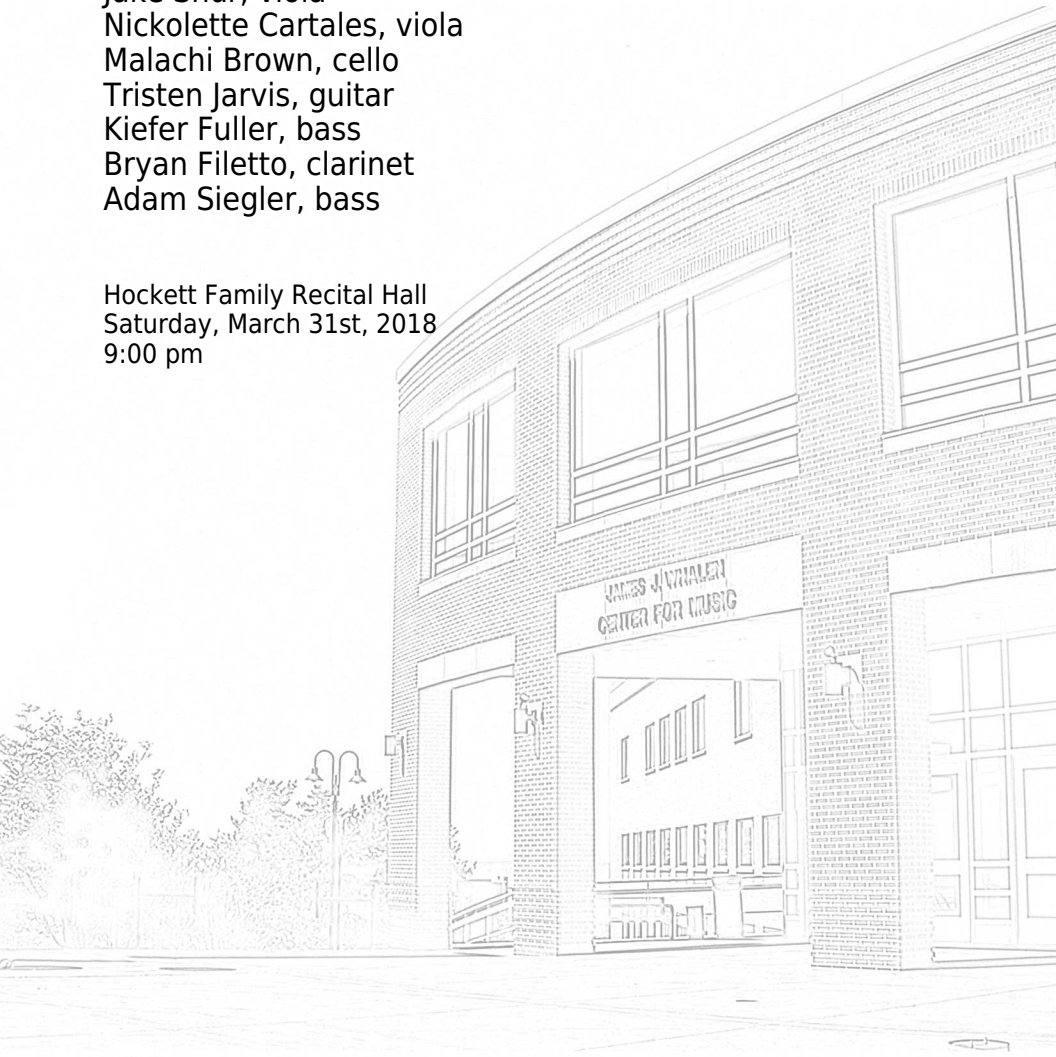 Nickolette Cartales, viola
Malachi Brown, cello
Tristen Jarvis, guitar
Kiefer Fuller, bass
Bryan Filetto, clarinet
Adam Siegler, bass
Hockett Family Recital Hall
Saturday, March 31st, 2018
9:00 pm
JAMES J. WHALEN
CENTER FOR MUSIC